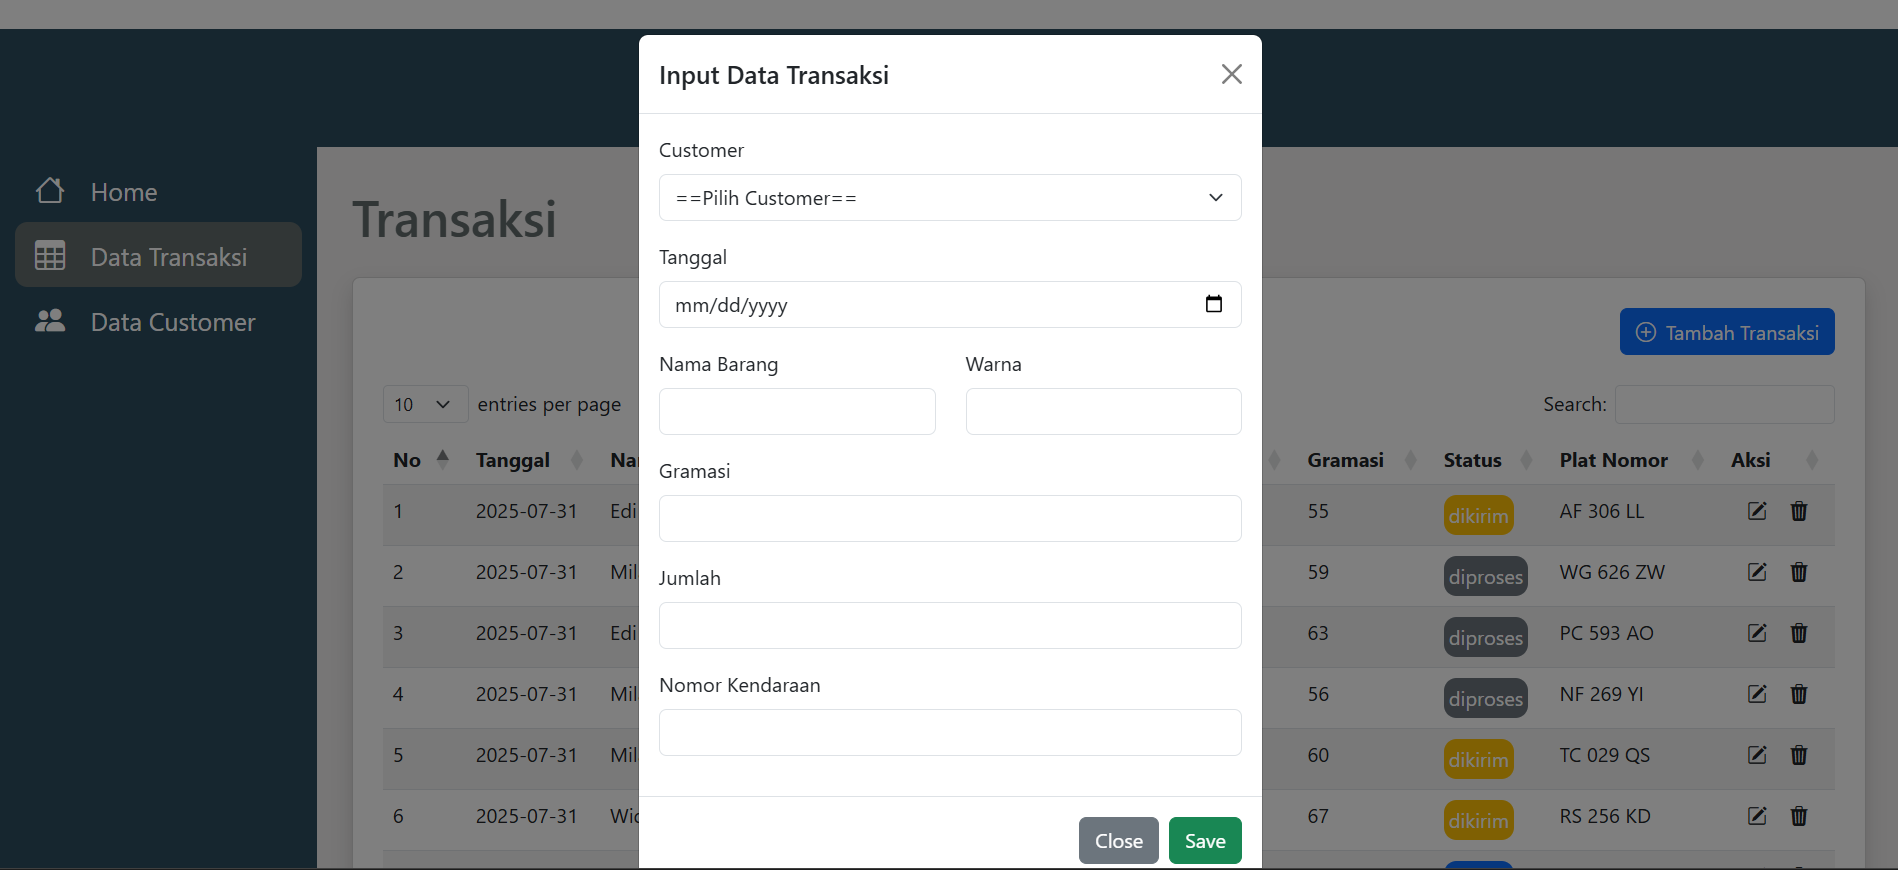 Input Data Transaksi
Customer
==Pilih Customer==
Tanggal
mm/dd/yyyy
Nama Barang Warna
Gramasi
Jumlah
Nomor Kendaraan
Close Save
Home
Data Transaksi
Data Customer
Transaksi
Tambah Transaksi
10 entries per page Search:
No Tanggal Gramasi Status Plat Nomor Aksi
1 2025-07-31 Edi 55 dikirim AF 306 LL
2 2025-07-31 Mil 59 diproses WG 626 ZW
3 2025-07-31 Edi 63 diproses PC 593 AO
4 2025-07-31 Mil 56 diproses NF 269 YI
5 2025-07-31 Mil 60 dikirim TC 029 QS
6 2025-07-31 67 dikirim RS 256 KD